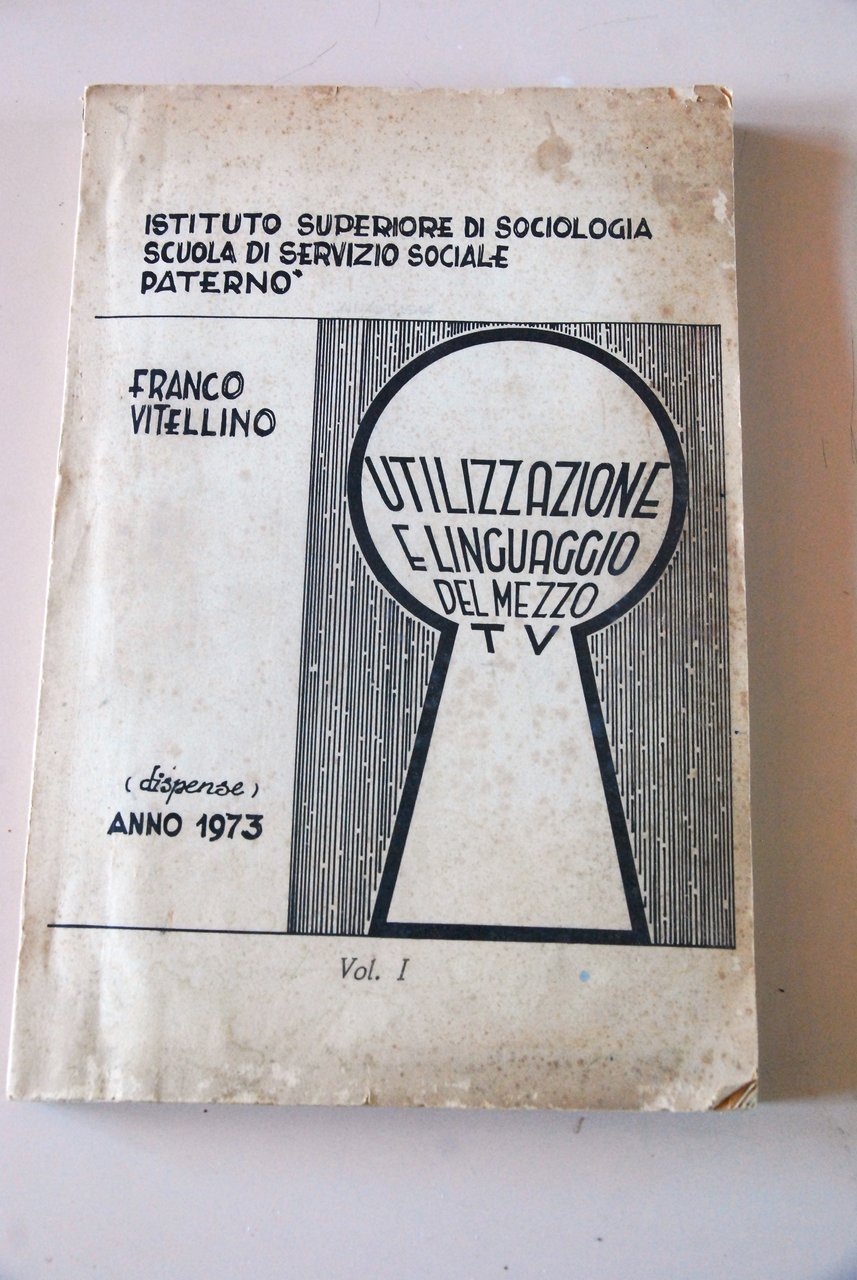 ISTITUTO SUPERIORE DI SOCIOLOGIA
SCUOLA DI SERVIZIO SOCIALE
PATERNO'
FRANCO
VITELLINO
UTILIZZAZIONE
E LINGUAGGIO
DEL MEZZO
TV
(dispense)
ANNO 1973
Vol. I